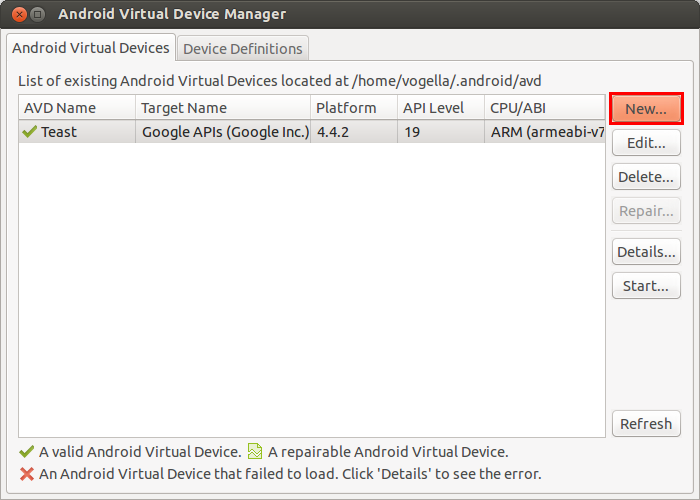 Android Virtual Device Manager
Android Virtual Devices Device Definitions
List of existing Android Virtual Devices located at /home/vogella/.android/avd
AVD Name Target Name Platform API Level CPU/ABI New...
Teast Google APIs (Google Inc.) 4.4.2 19 ARM (armeabi-v7
Edit...
Delete...
Repair...
Details...
Start...
Refresh
A valid Android Virtual Device. A repairable Android Virtual Device.
An Android Virtual Device that failed to load. Click 'Details' to see the error.